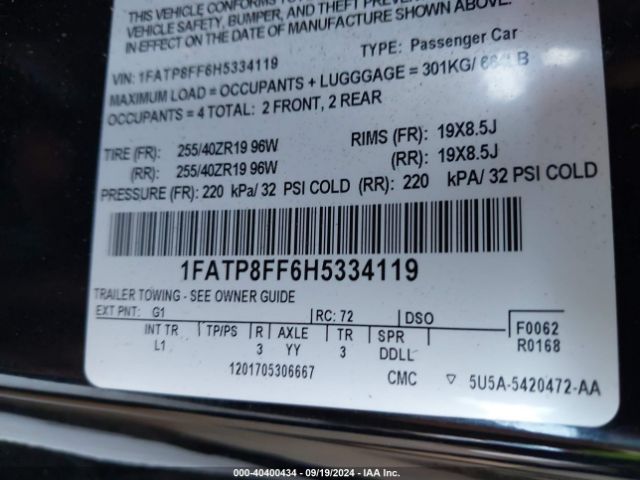 THIS VEHICLE CONFORMS TO
VEHICLE SAFETY, BUMPER, AND THEFT
IN EFFECT ON THE DATE OF MANUFACTURE SHOWN ABOVE.
VIN: 1FATP8FF6H5334119 TYPE: Passenger Car
MAXIMUM LOAD = OCCUPANTS + LUGGGAGE = 301KG/
OCCUPANTS = 4 TOTAL: 2 FRONT, 2 REAR
TIRE (FR): 255/40ZR19 96W RIMS (FR): 19X8.5J
(RR): 255/40ZR19 96W (RR): 19X8.5J
PRESSURE (FR): 220 kPa/ 32 PSI COLD (RR): 220 kPA/ 32 PSI COLD
1FATP8FF6H5334119
TRAILER TOWING - SEE OWNER GUIDE
EXT PNT: G1 RC: 72 DSO F0062
INT TR TP/PS R AXLE TR SPR R0168
L1 3 YY 3 DDLL
1201705306667 CMC ▽ 5U5A-5420472-AA
000-40400434 - 09/19/2024 - IAA Inc.